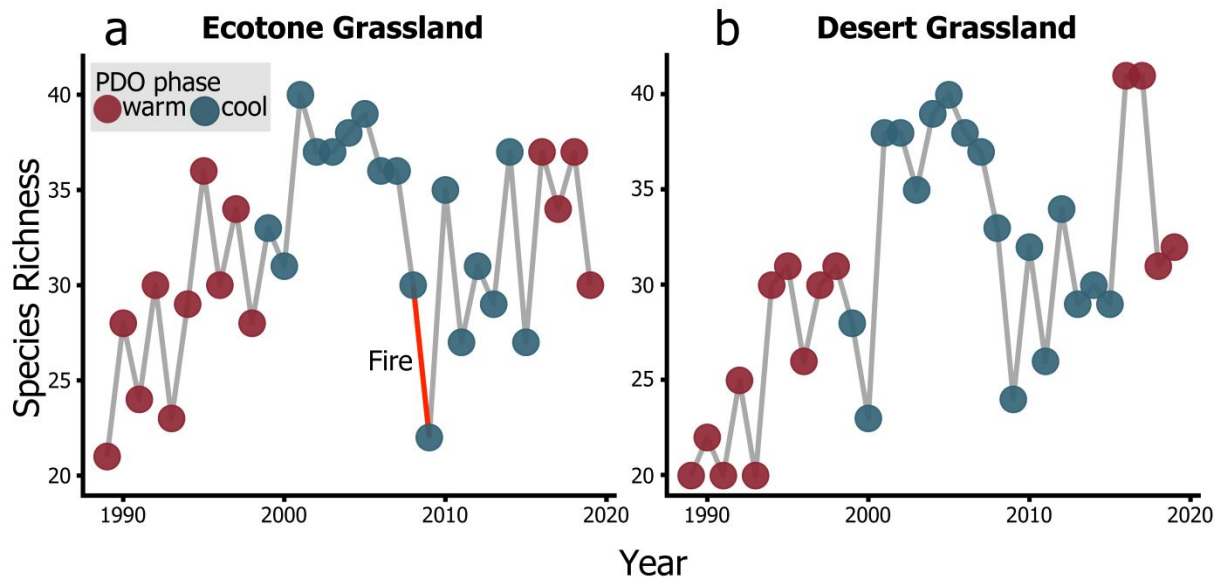 a Ecotone Grassland
b Desert Grassland
PDO phase
warm cool
Species Richness
40
35
30
25
20
Fire
1990 2000 2010 2020
40
35
30
25
20
1990 2000 2010 2020
Year